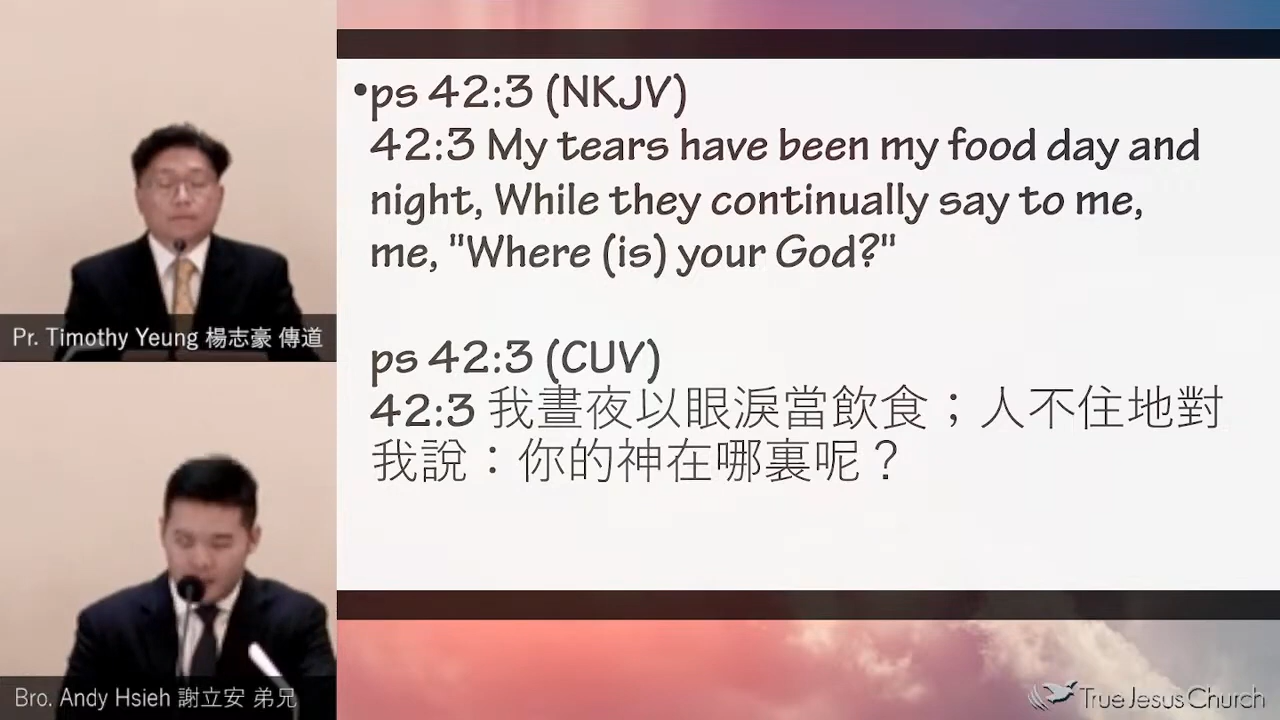 •ps 42:3 (NKJV)
42:3 My tears have been my food day and
night, While they continually say to me,
me, "Where (is) your God?"
ps 42:3 (CUV)
42:3 我晝夜以眼淚當飲食；人不住地對
我說：你的神在哪裏呢？
Pr. Timothy Yeung 楊志豪 傳道
Bro. Andy Hsieh 謝立安 弟兄
True Jesus Church